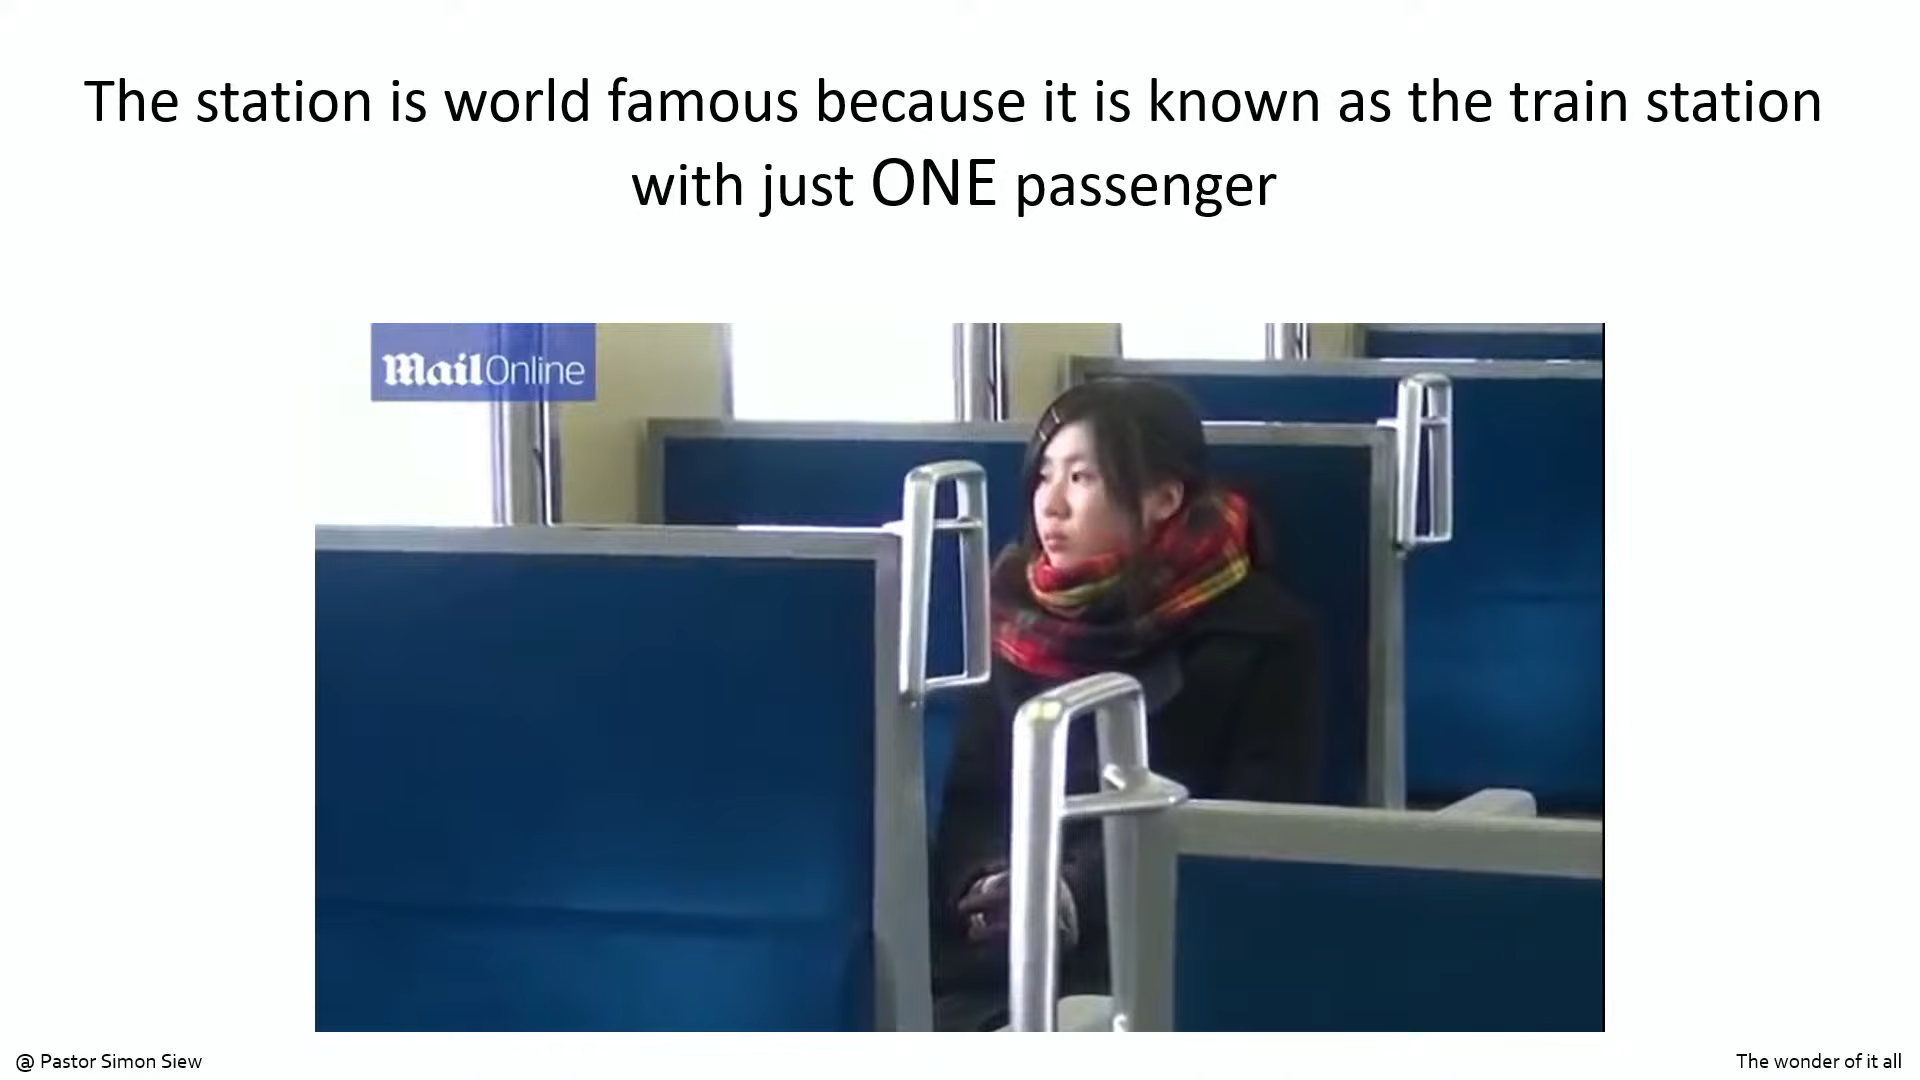 The station is world famous because it is known as the train station
with just ONE passenger
MailOnline
@ Pastor Simon Siew
The wonder of it all